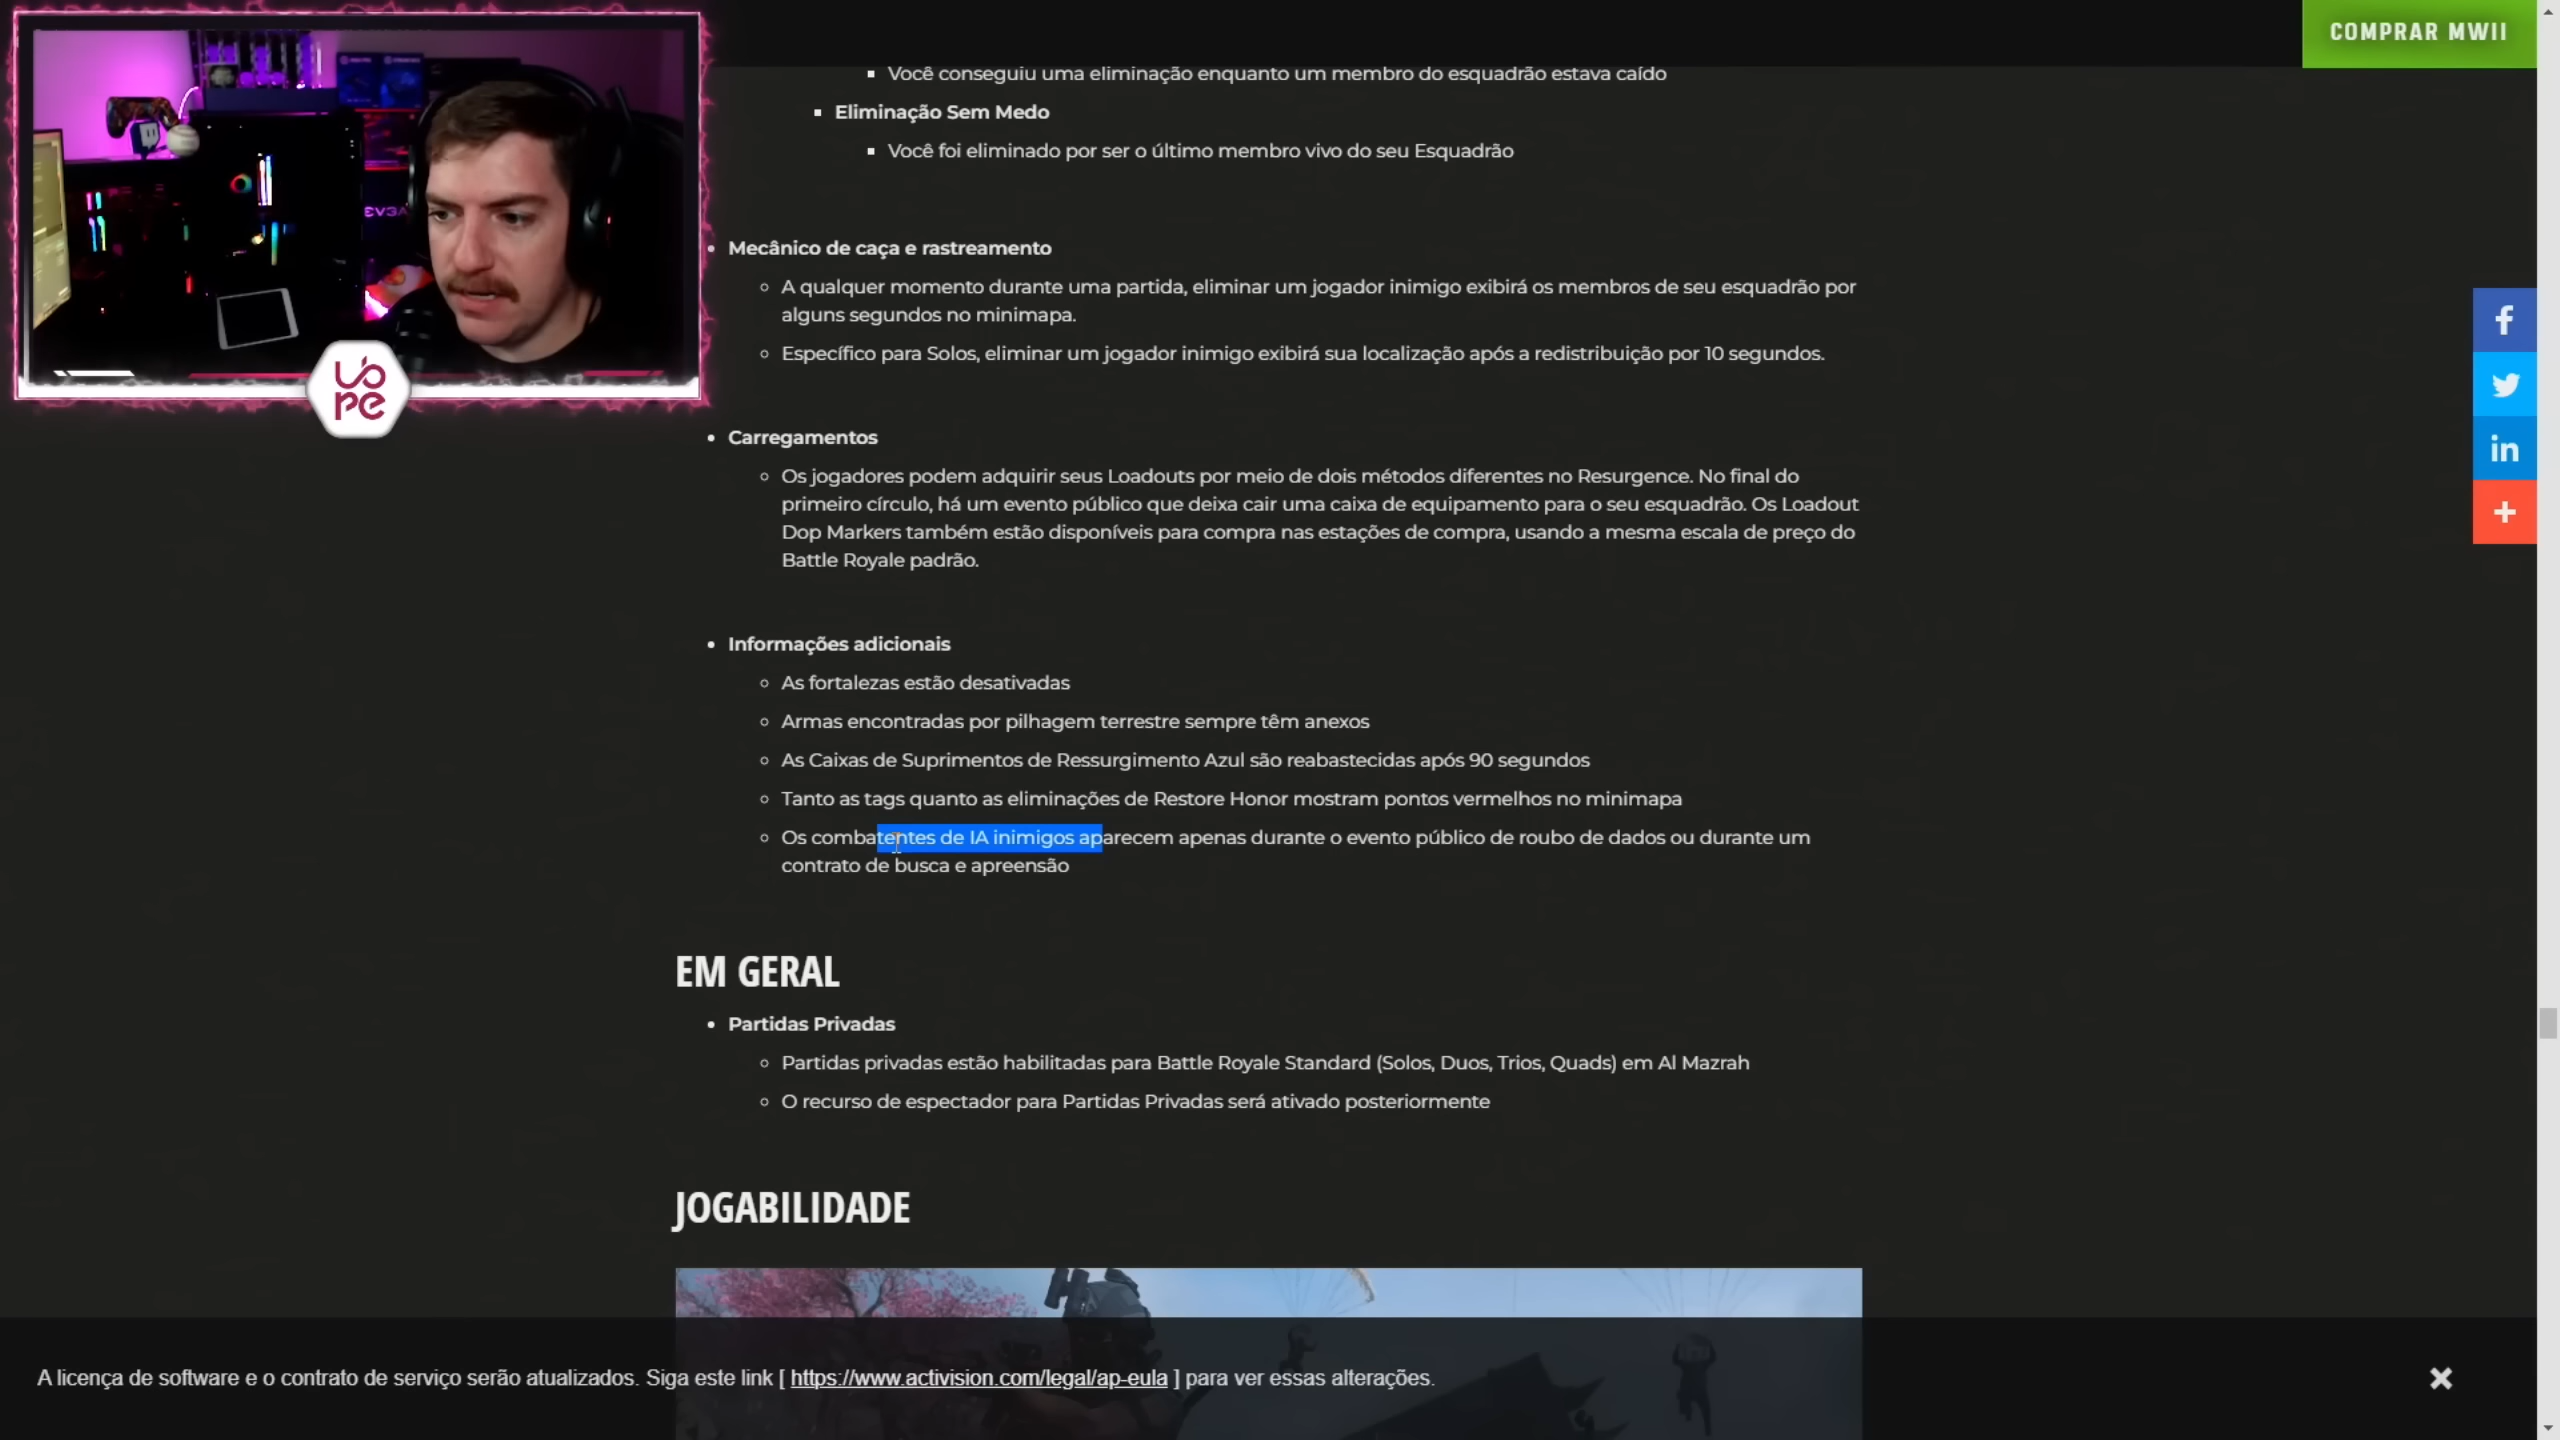 COMPRAR MWII
Você conseguiu uma eliminação enquanto um membro do esquadrão estava caído
Eliminação Sem Medo
Você foi eliminado por ser o último membro vivo do seu Esquadrão
EVGA
vópe
Mecânico de caça e rastreamento
A qualquer momento durante uma partida, eliminar um jogador inimigo exibirá os membros de seu esquadrão por
alguns segundos no minimapa.
Específico para Solos, eliminar um jogador inimigo exibirá sua localização após a redistribuição por 10 segundos.
Carregamentos
Os jogadores podem adquirir seus Loadouts por meio de dois métodos diferentes no Resurgence. No final do
primeiro círculo, há um evento público que deixa cair uma caixa de equipamento para o seu esquadrão. Os Loadout
Dop Markers também estão disponíveis para compra nas estações de compra, usando a mesma escala de preço do
Battle Royale padrão.
Informações adicionais
As fortalezas estão desativadas
Armas encontradas por pilhagem terrestre sempre têm anexos
As Caixas de Suprimentos de Ressurgimento Azul são reabastecidas após 90 segundos
Tanto as tags quanto as eliminações de Restore Honor mostram pontos vermelhos no minimapa
Os combatentes de IA inimigos aparecem apenas durante o evento público de roubo de dados ou durante um
contrato de busca e apreensão
EM GERAL
Partidas Privadas
Partidas privadas estão habilitadas para Battle Royale Standard (Solos, Duos, Trios, Quads) em Al Mazrah
O recurso de espectador para Partidas Privadas será ativado posteriormente
JOGABILIDADE
A licença de software e o contrato de serviço serão atualizados. Siga este link [ https://www.activision.com/legal/ap-eula ] para ver essas alterações.